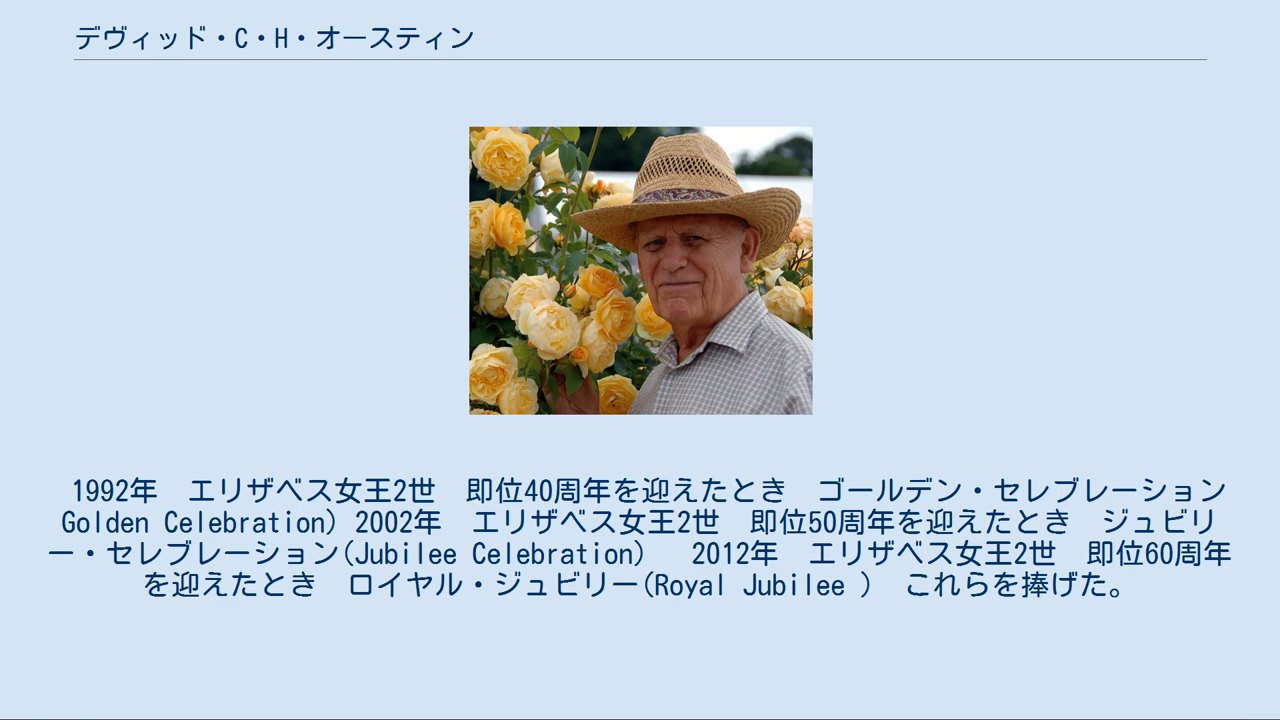 デヴィッド・C・H・オースティン
1992年　エリザベス女王2世　即位40周年を迎えたとき　ゴールデン・セレブレーション
Golden Celebration) 2002年　エリザベス女王2世　即位50周年を迎えたとき　ジュビリ
ー・セレブレーション(Jubilee Celebration)　 2012年　エリザベス女王2世　即位60周年
を迎えたとき　ロイヤル・ジュビリー(Royal Jubilee )　これらを捧げた。